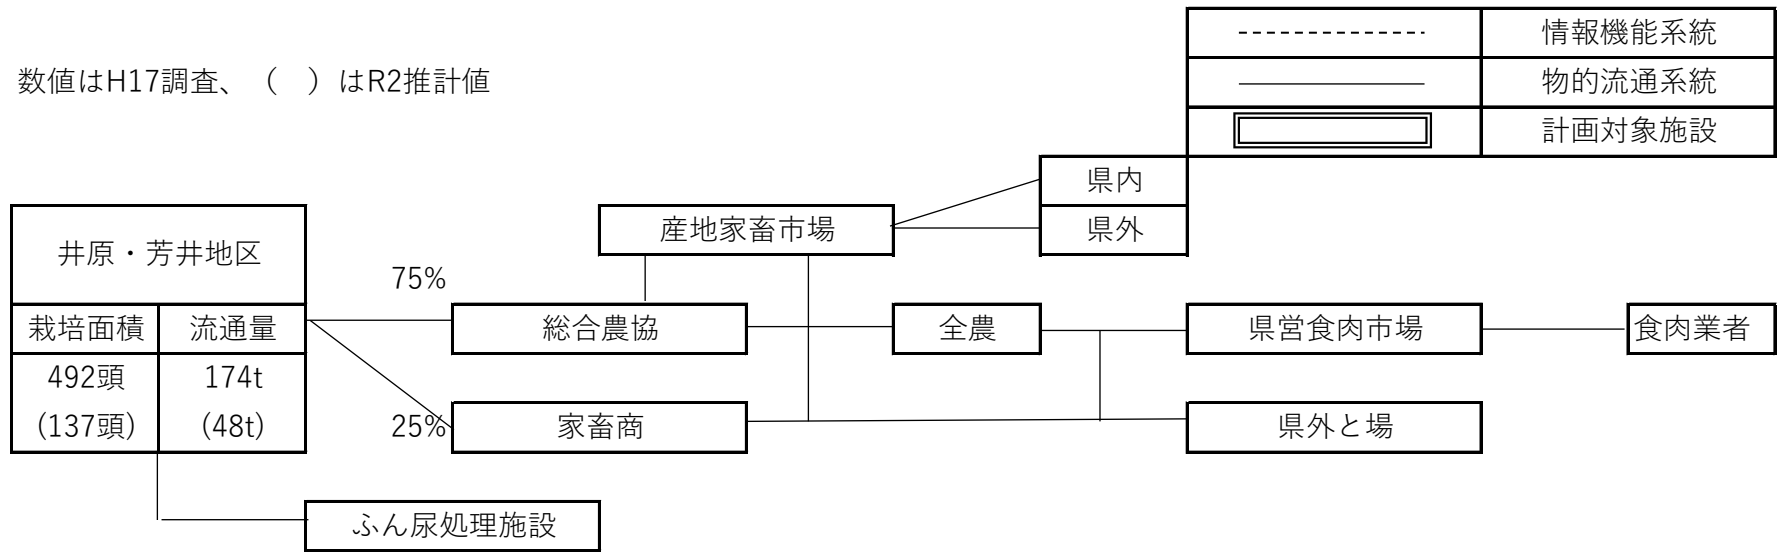 情報機能系統
数値はH17調査、（　）はR2推計値
物的流通系統
計画対象施設
県内
産地家畜市場
県外
井原・芳井地区
75%
栽培面積
流通量
総合農協
全農
県営食肉市場
食肉業者
492頭
174t
(137頭)
(48t)
25%
家畜商
県外と場
ふん尿処理施設